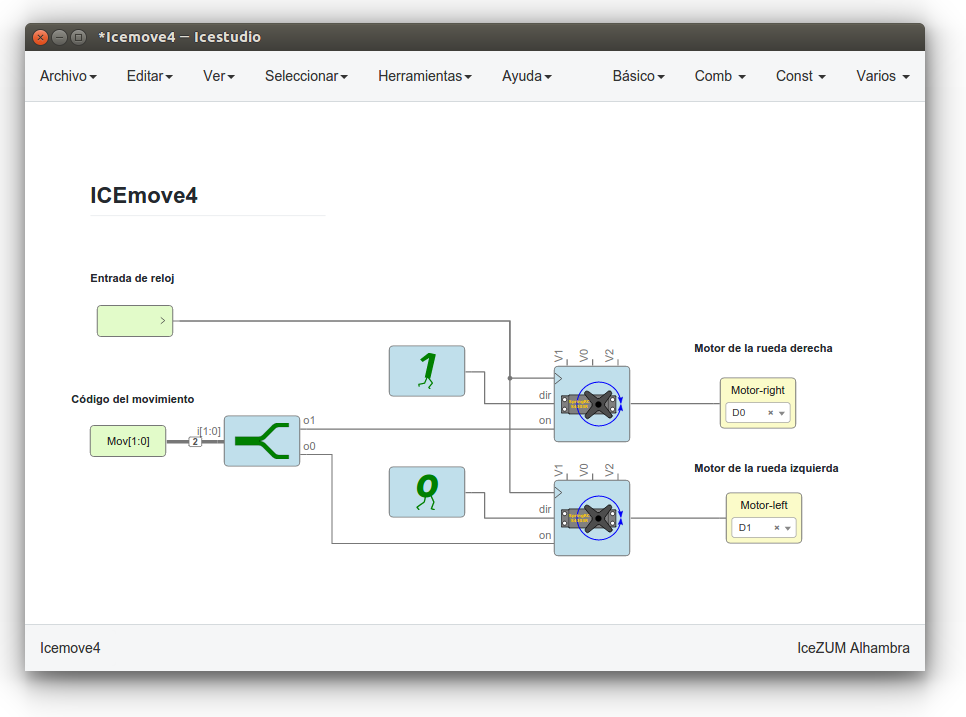 *Icemove4 — Icestudio
Archivo Editar Ver Seleccionar Herramientas Ayuda Básico Comb Const Varios
ICEmove4
Entrada de reloj
Código del movimiento
Mov[1:0]
2
i[1:0]
o1
o0
1
0
V1 V0 V2
dir
on
V1 V0 V2
dir
on
Motor de la rueda derecha
Motor-right
D0
Motor de la rueda izquierda
Motor-left
D1
Icemove4 IceZUM Alhambra